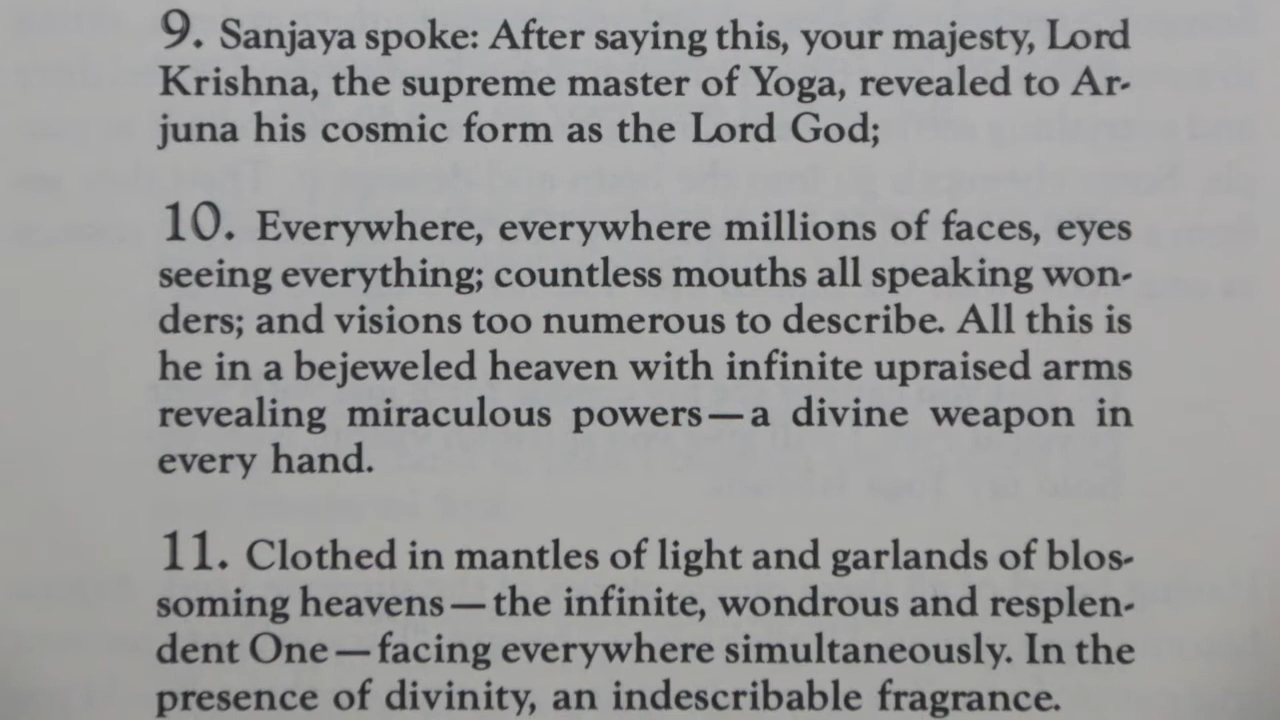 9. Sanjaya spoke: After saying this, your majesty, Lord
Krishna, the supreme master of Yoga, revealed to Ar-
juna his cosmic form as the Lord God;
10. Everywhere, everywhere millions of faces, eyes
seeing everything; countless mouths all speaking won-
ders; and visions too numerous to describe. All this is
he in a bejeweled heaven with infinite upraised arms
revealing miraculous powers—a divine weapon in
every hand.
11. Clothed in mantles of light and garlands of blos-
soming heavens—the infinite, wondrous and resplen-
dent One—facing everywhere simultaneously. In the
presence of divinity, an indescribable fragrance.